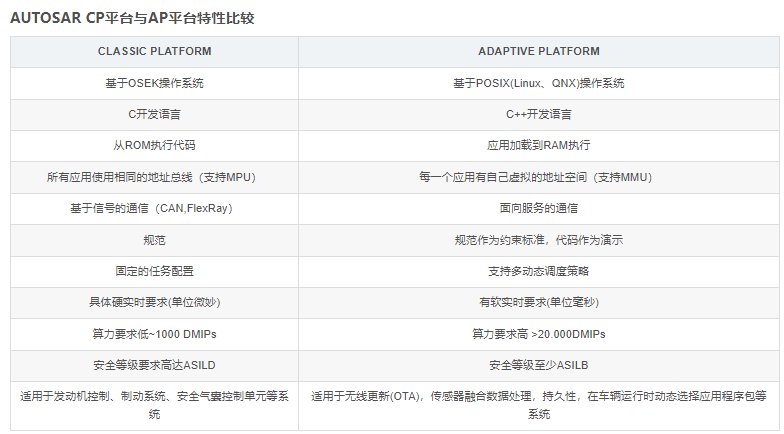 AUTOSAR CP平台与AP平台特性比较
CLASSIC PLATFORM
ADAPTIVE PLATFORM
基于OSEK操作系统
基于POSIX(Linux、QNX)操作系统
C开发语言
C++开发语言
从ROM执行代码
应用加载到RAM执行
所有应用使用相同的地址总线（支持MPU）
每一个应用有自己虚拟的地址空间（支持MMU）
基于信号的通信（CAN,FlexRay）
面向服务的通信
规范
规范作为约束标准，代码作为演示
固定的任务配置
支持多动态调度策略
具体硬实时要求(单位微妙)
有软实时要求(单位毫秒)
算力要求低~1000 DMIPs
算力要求高 >20.000DMIPs
安全等级要求高达ASILD
安全等级至少ASILB
适用于发动机控制、制动系统、安全气囊控制单元等系
统
适用于无线更新(OTA)，传感器融合数据处理，持久性，在车辆运行时动态选择应用程序包等
系统